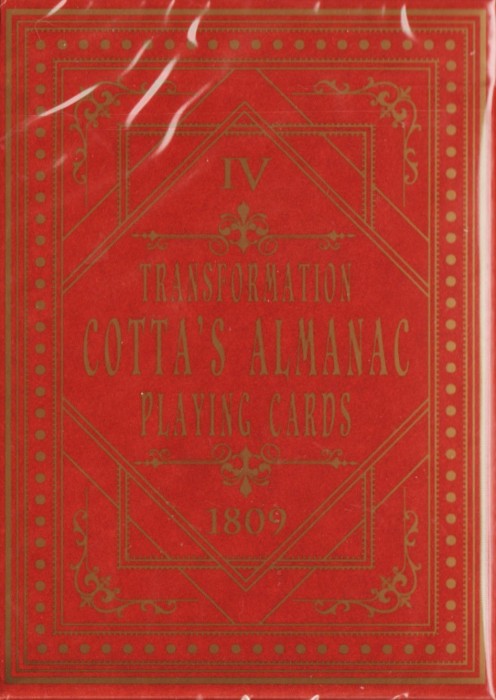 IV
TRANSFORMATION
COTTA'S ALMANAC
PLAYING CARDS
1809